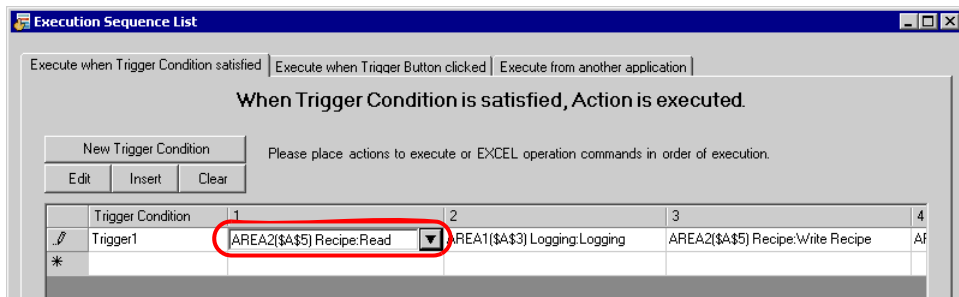 Execution Sequence List
Execute when Trigger Condition satisfied Execute when Trigger Button clicked Execute from another application
When Trigger Condition is satisfied, Action is executed.
New Trigger Condition
Please place actions to execute or EXCEL operation commands in order of execution.
Edit Insert Clear
Trigger Condition 1 2 3 4
Trigger1 AREA2($A$5) Recipe:Read AREA1($A$3) Logging:Logging AREA2($A$5) Recipe:Write Recipe